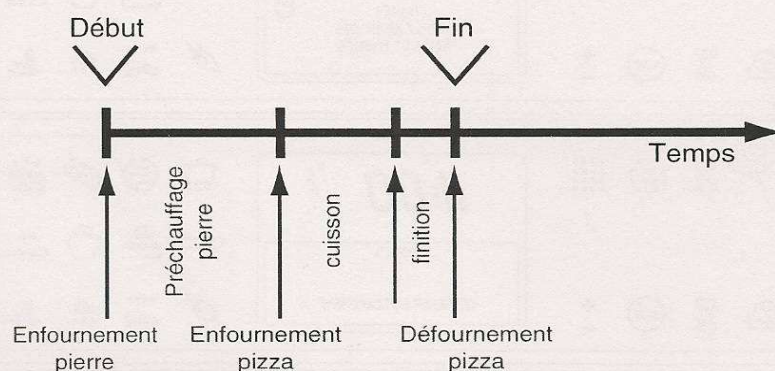 Début
Fin
Temps
Préchauffage
pierre
cuisson
finition
Enfournement
pierre
Enfournement
pizza
Défournement
pizza